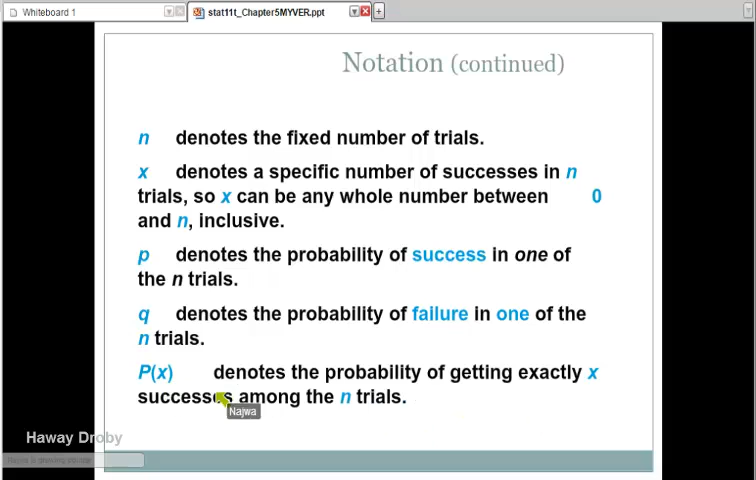 Whiteboard 1
stat11t_Chapter5MYVER.ppt
Notation (continued)
n denotes the fixed number of trials.
x denotes a specific number of successes in n
trials, so x can be any whole number between 0
and n, inclusive.
p denotes the probability of success in one of
the n trials.
q denotes the probability of failure in one of the
n trials.
P(x) denotes the probability of getting exactly x
successes among the n trials.
Najwa
Haway Droby